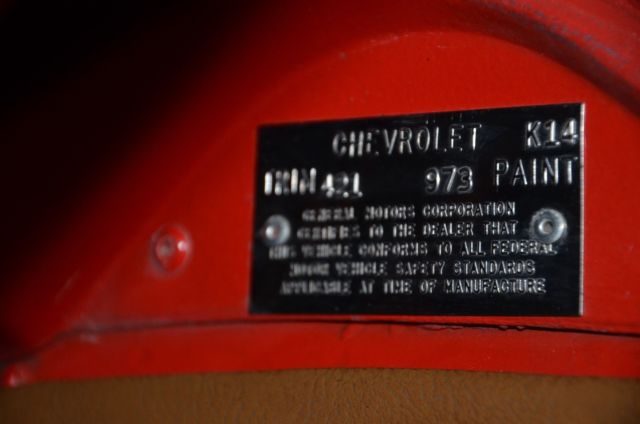 CHEVROLET K14
TRIM 421 973 PAINT
GENERAL MOTORS CORPORATION
CERTIFIES TO THE DEALER THAT
THIS VEHICLE CONFORMS TO ALL FEDERAL
MOTOR VEHICLE SAFETY STANDARDS
APPLICABLE AT TIME OF MANUFACTURE